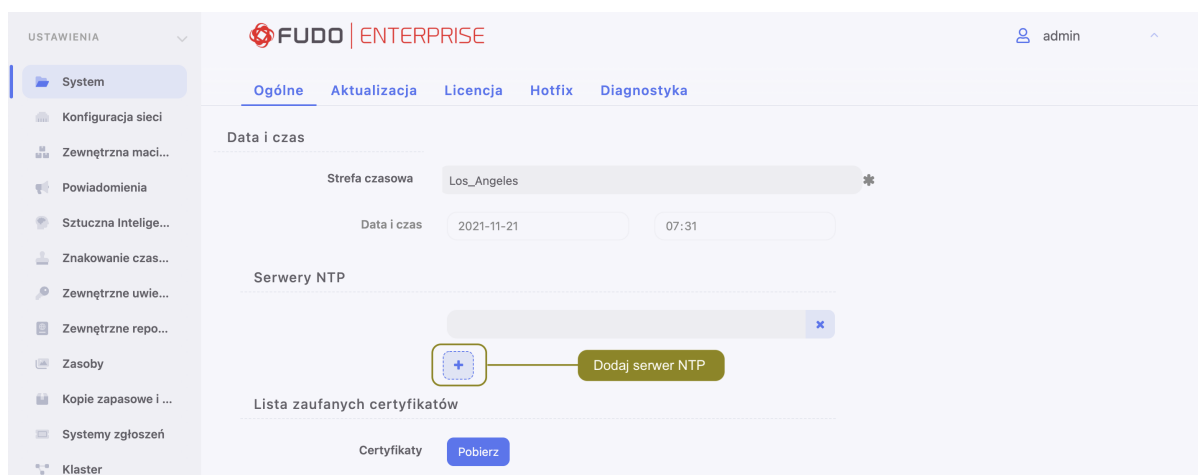 USTAWIENIA
FUDO ENTERPRISE
admin
System
Ogólne Aktualizacja Licencja Hotfix Diagnostyka
Konfiguracja sieci
Data i czas
Zewnętrzna maci...
Strefa czasowa Los_Angeles *
Powiadomienia
Sztuczna Intelige...
Data i czas 2021-11-21 07:31
Znakowanie czas...
Serwery NTP
Zewnętrzne uwie...
Zewnętrzne repo...
Zasoby
+ Dodaj serwer NTP
Kopie zapasowe i ...
Lista zaufanych certyfikatów
Systemy zgłoszeń
Certyfikaty Pobierz
Klaster